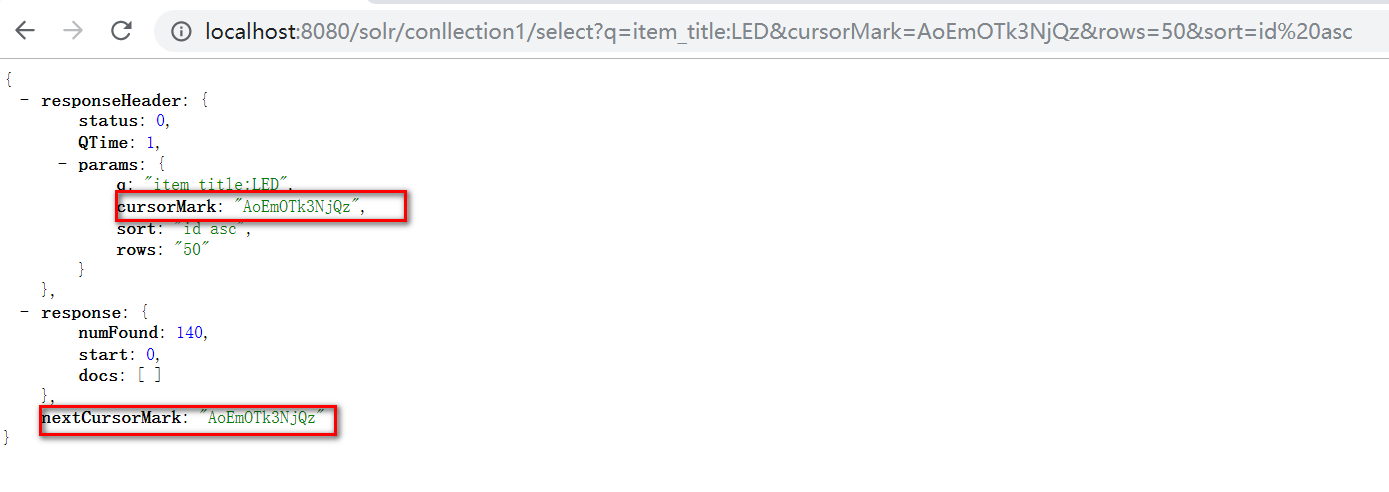 localhost:8080/solr/conllection1/select?q=item_title:LED&cursorMark=AoEmOTk3NjQz&rows=50&sort=id%20asc
{
- responseHeader: {
status: 0,
QTime: 1,
- params: {
q: "item_title:LED",
cursorMark: "AoEmOTk3NjQz",
sort: "id asc",
rows: "50"
}
},
- response: {
numFound: 140,
start: 0,
docs: [ ]
},
nextCursorMark: "AoEmOTk3NjQz"
}